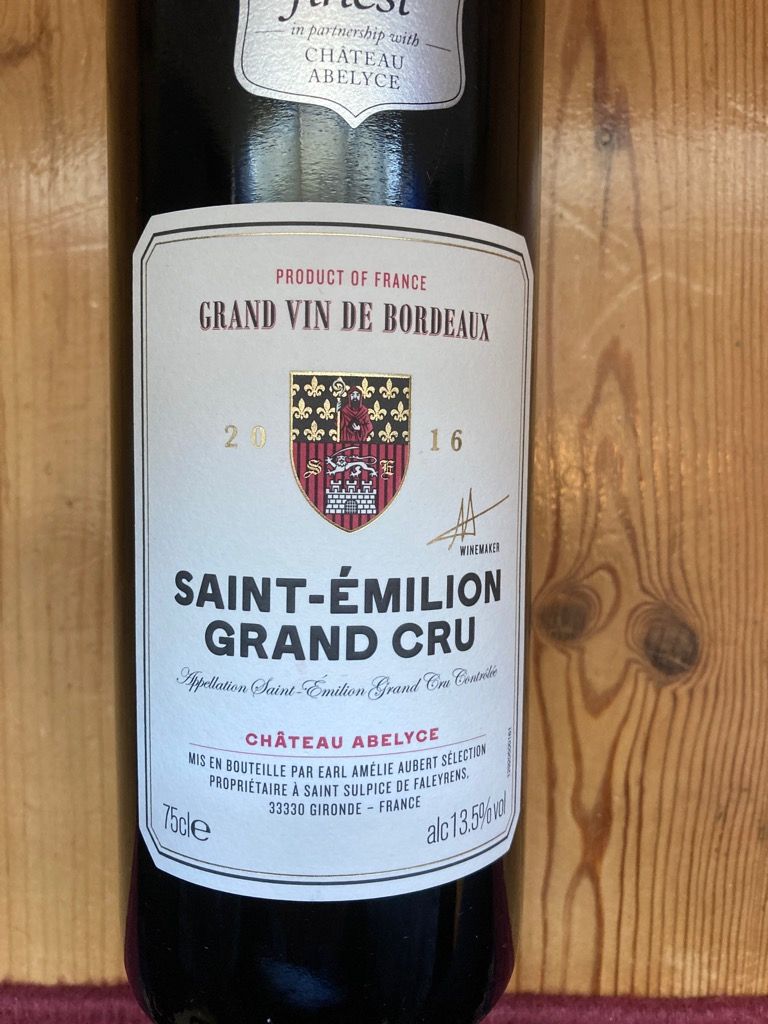 finest
in partnership with
CHÂTEAU
ABELYCE
PRODUCT OF FRANCE
GRAND VIN DE BORDEAUX
20 16
S E
WINEMAKER
SAINT-ÉMILION
GRAND CRU
Appellation Saint-Émilion Grand Cru Contrôlée
CHÂTEAU ABELYCE
MIS EN BOUTEILLE PAR EARL AMÉLIE AUBERT SÉLECTION
PROPRIÉTAIRE À SAINT SULPICE DE FALEYRENS,
33330 GIRONDE – FRANCE
75cl e alc13.5%vol